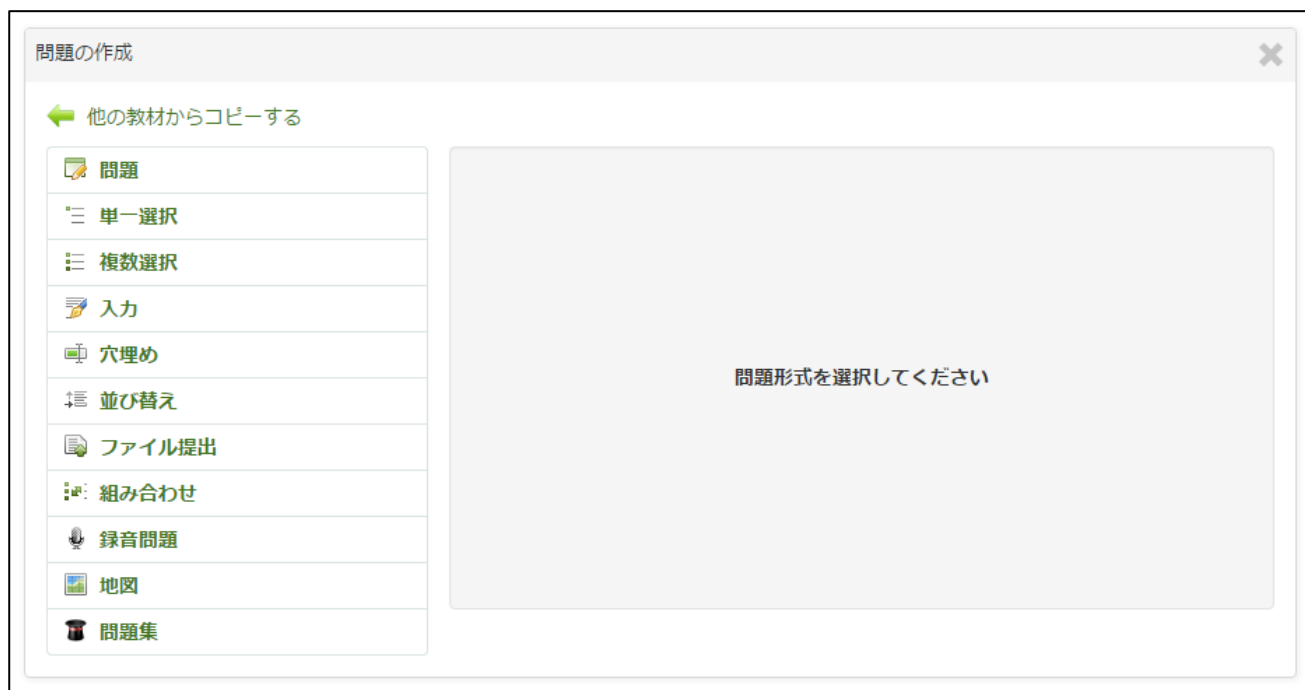 問題の作成
他の教材からコピーする
問題
単一選択
複数選択
入力
穴埋め
並び替え
ファイル提出
組み合わせ
録音問題
地図
問題集
問題形式を選択してください